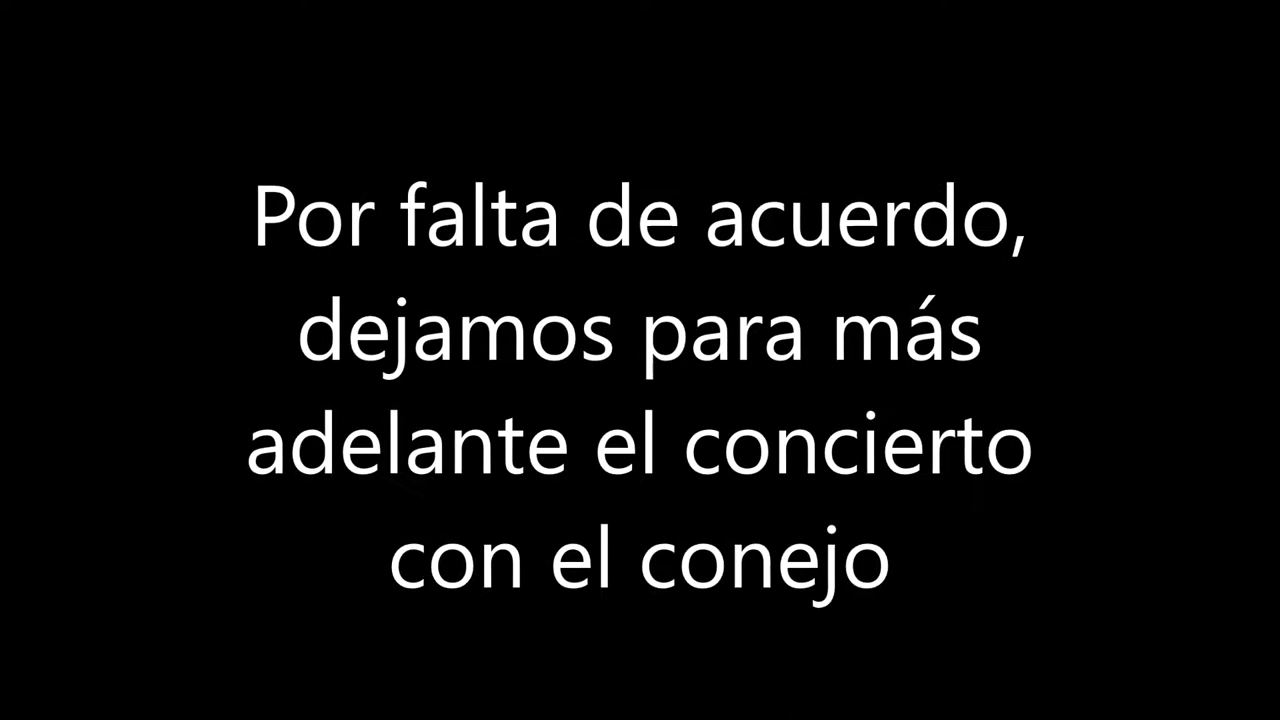 Por falta de acuerdo,
dejamos para más
adelante el concierto
con el conejo